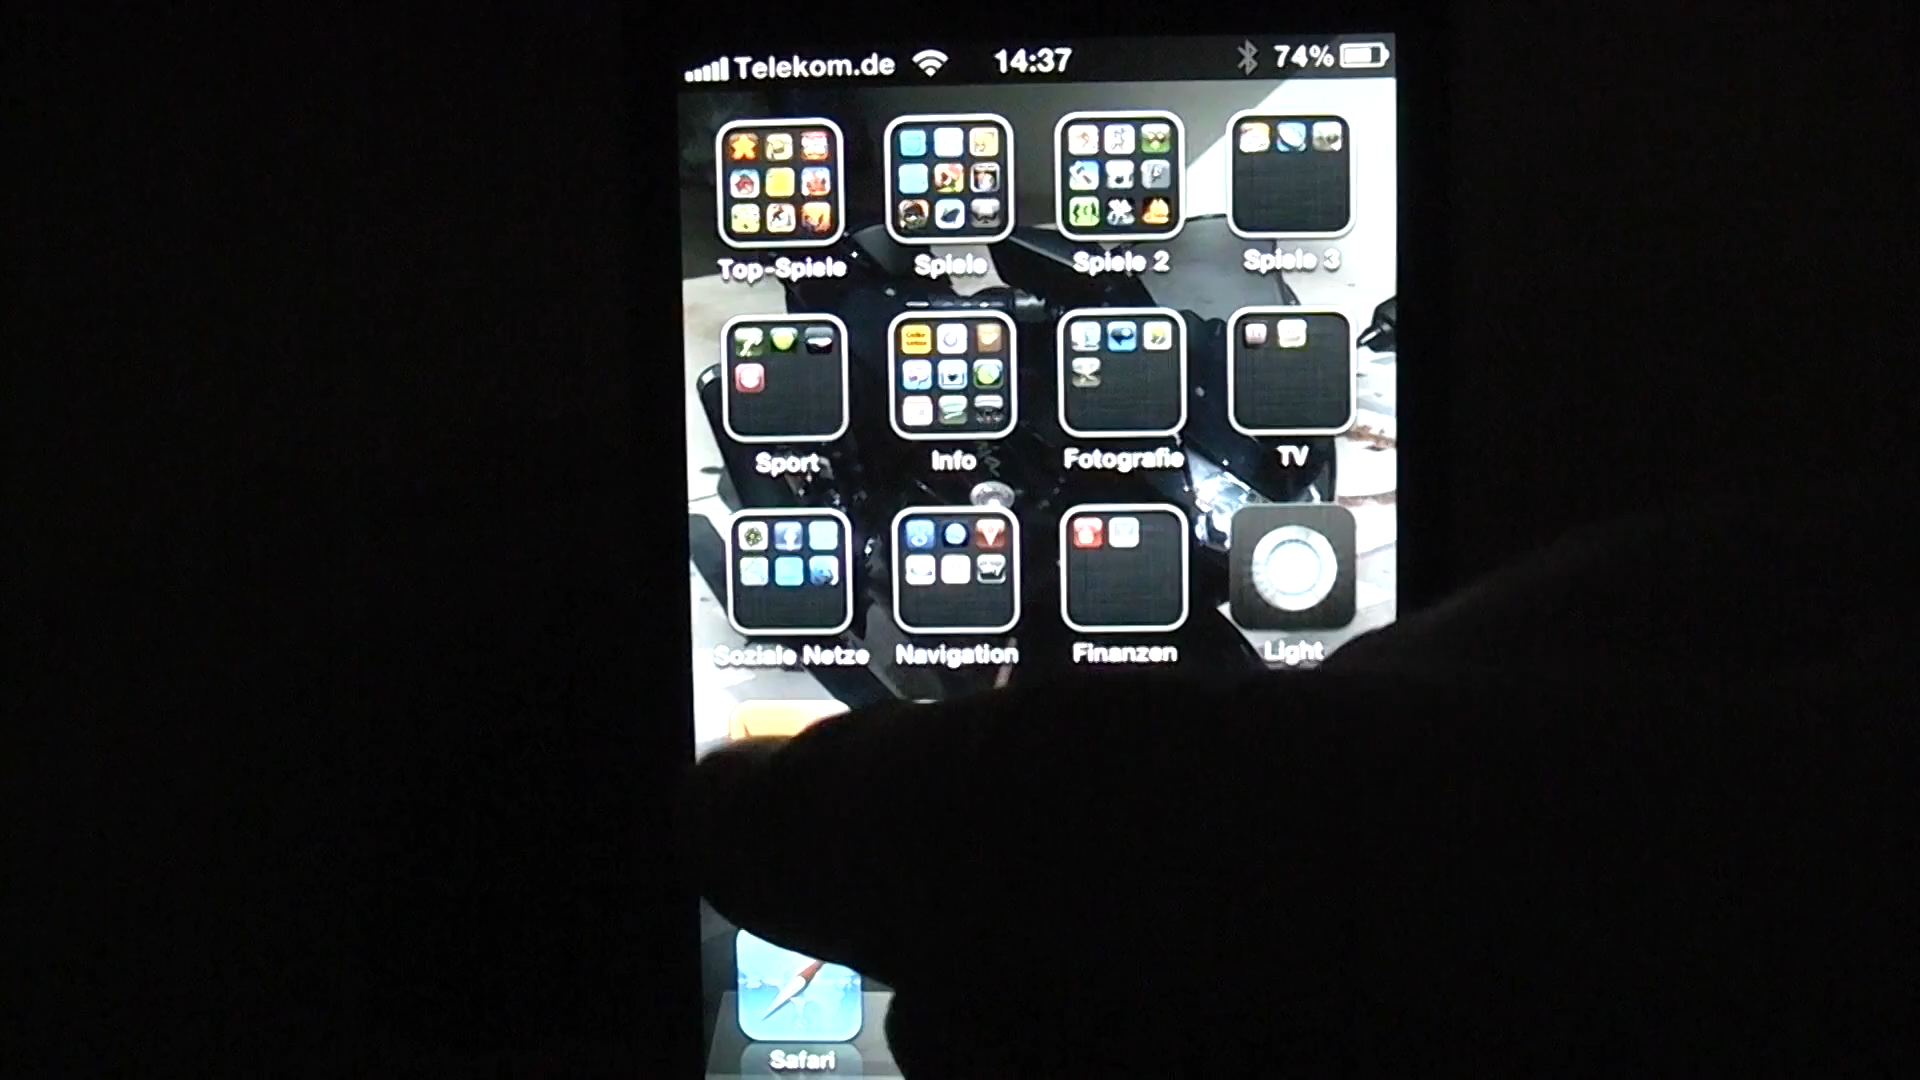 Telekom.de 14:37 74%
Top-Spiele Spiele Spiele 2 Spiele 3
Sport Info Fotografie TV
Soziale Netze Navigation Finanzen Light
Safari